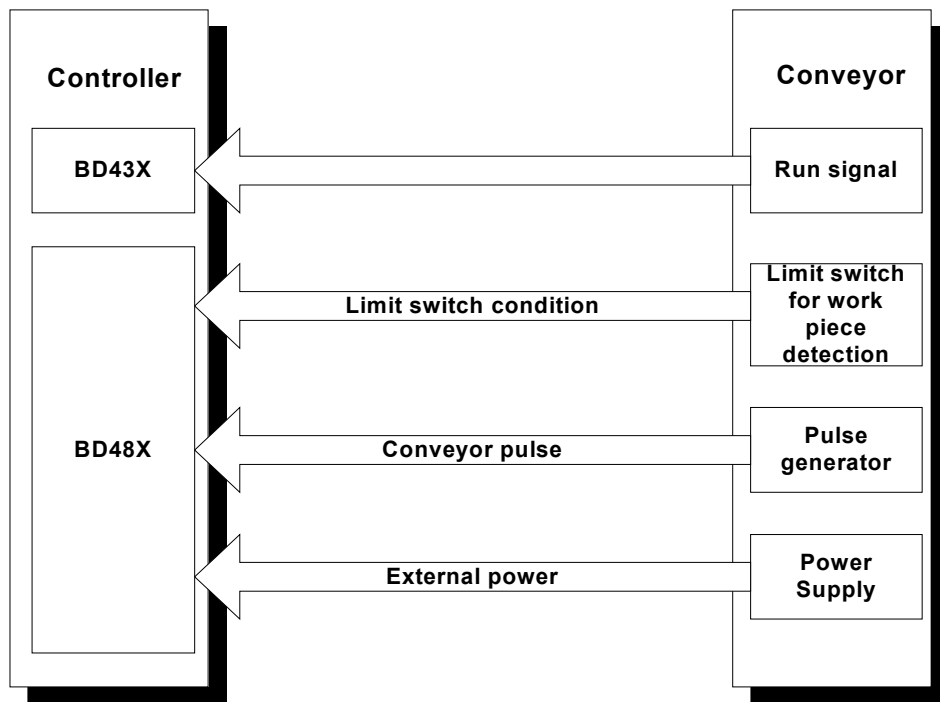 Controller
Conveyor
BD43X
Run signal
Limit switch condition
Limit switch
for work
piece
detection
BD48X
Conveyor pulse
Pulse
generator
External power
Power
Supply